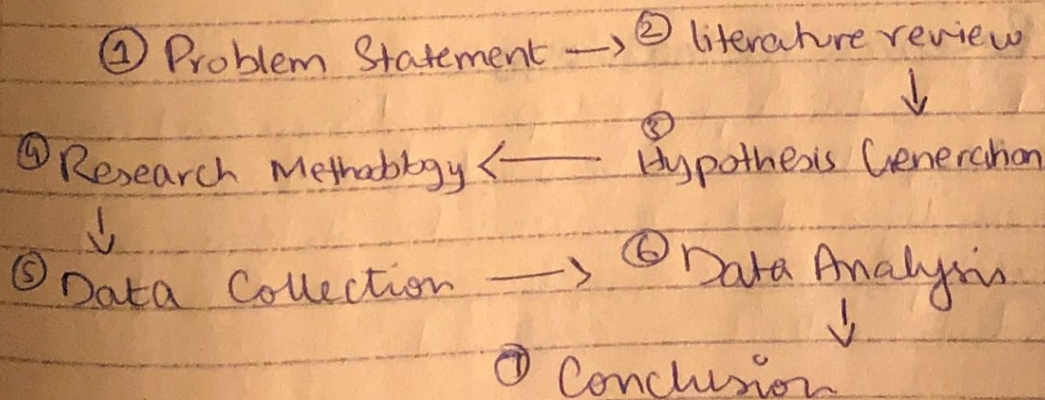 ① Problem Statement → ② literature review
↓
④ Research Methodology ← ③ Hypothesis Generation
↓
⑤ Data Collection → ⑥ Data Analysis
↓
⑦ Conclusion